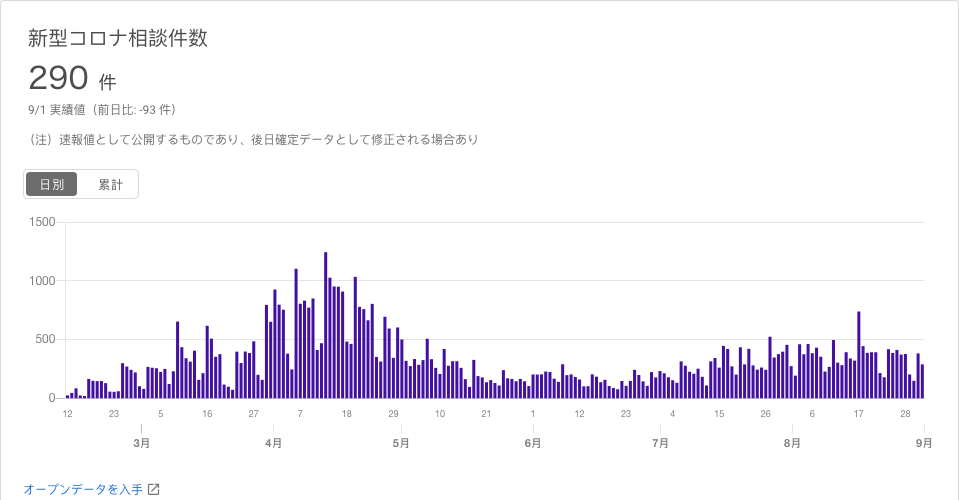 新型コロナ相談件数
290 件
9/1 実績値（前日比: -93 件）
（注）速報値として公開するものであり、後日確定データとして修正される場合あり
日別 累計
1500
1000
500
0
12 23 5 16 27 7 18 29 10 21 1 12 23 4 15 26 6 17 28
3月 4月 5月 6月 7月 8月 9月
オープンデータを入手